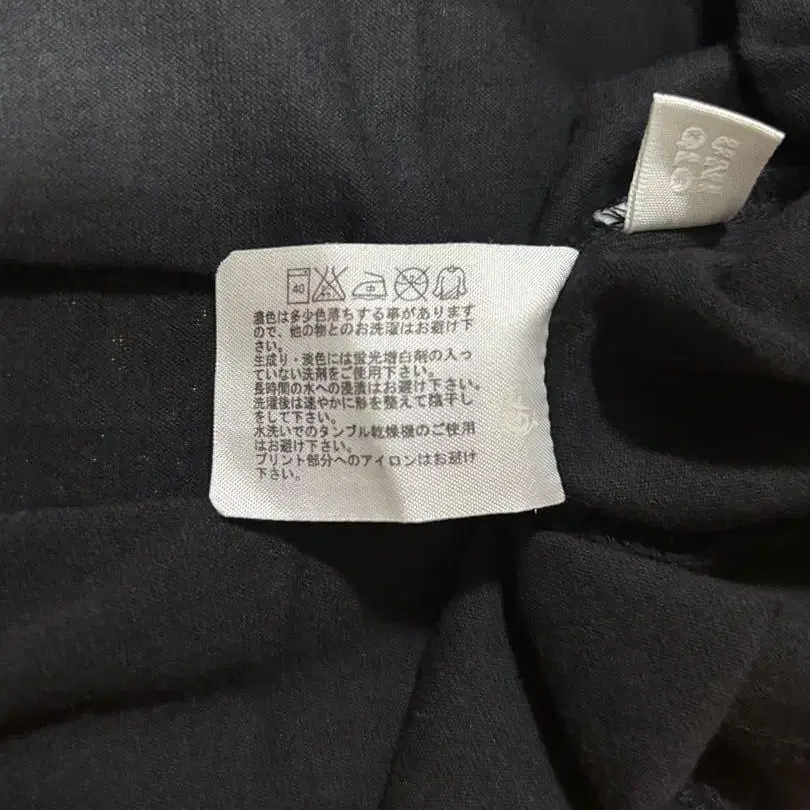 40
中
濃色は多少色落ちする事があります
ので、他の物とのお洗濯はお避け下
さい。
生成り・淡色には蛍光増白剤の入っ
ていない洗剤をご使用下さい。
長時間の水への浸漬はお避け下さい。
洗濯後は速やかに形を整えて陰干し
をして下さい。
水洗いでのタンブル乾燥機のご使用
はお避け下さい。
プリント部分へのアイロンはお避け
下さい。